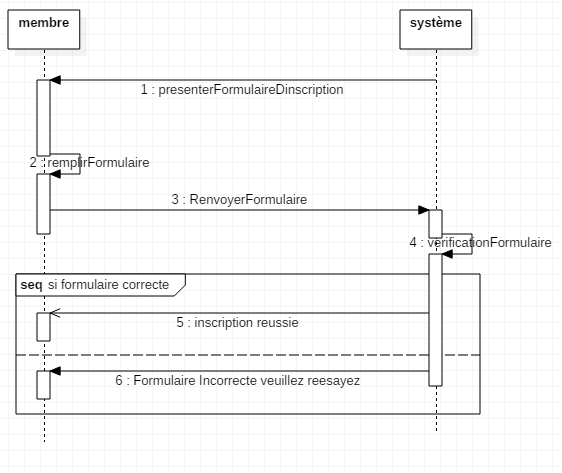 membre
système
1 : presenterFormulaireDinscription
2 : remplirFormulaire
3 : RenvoyerFormulaire
4 : verificationFormulaire
seq si formulaire correcte
5 : inscription reussie
6 : Formulaire Incorrecte veuillez reesayez